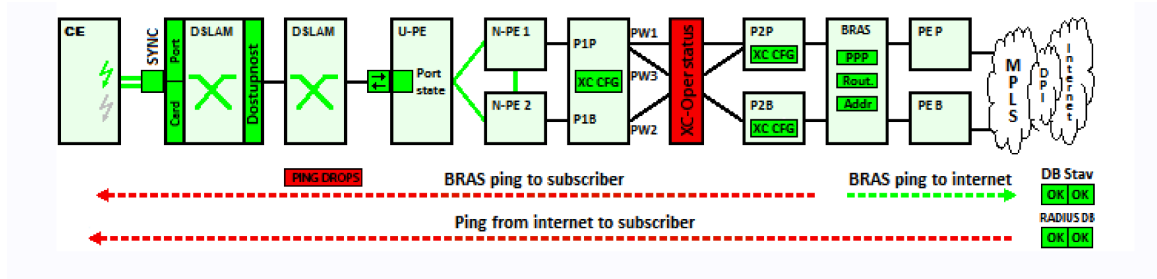 CE
SYNC
Port
Card
DSLAM
Dostupnost
DSLAM
U-PE
Port
state
N-PE 1
N-PE 2
P1P
XC CFG
P1B
PW1
PW3
PW2
XC-Oper status
P2P
XC CFG
P2B
XC CFG
BRAS
PPP
Rout.
Addr
PE P
PE B
MPLS
DPI
Internet
PING DROPS
BRAS ping to subscriber
BRAS ping to internet
DB Stav
OK OK
Ping from internet to subscriber
RADIUS DB
OK OK